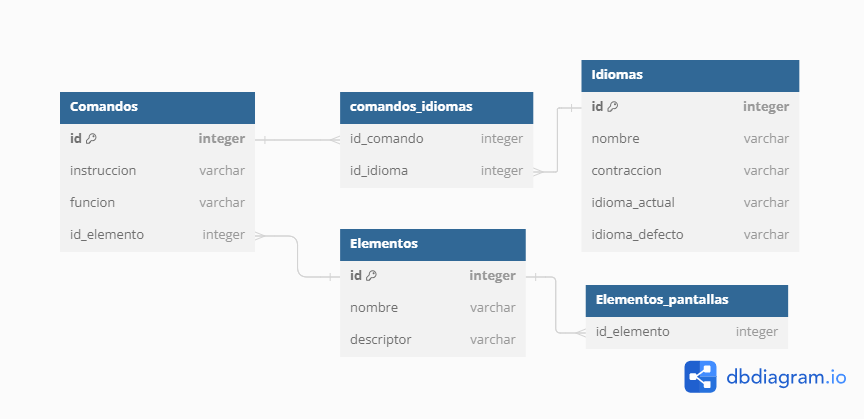 Comandos
id integer
instruccion varchar
funcion varchar
id_elemento integer
comandos_idiomas
id_comando integer
id_idioma integer
Idiomas
id integer
nombre varchar
contraccion varchar
idioma_actual varchar
idioma_defecto varchar
Elementos
id integer
nombre varchar
descriptor varchar
Elementos_pantallas
id_elemento integer
dbdiagram.io